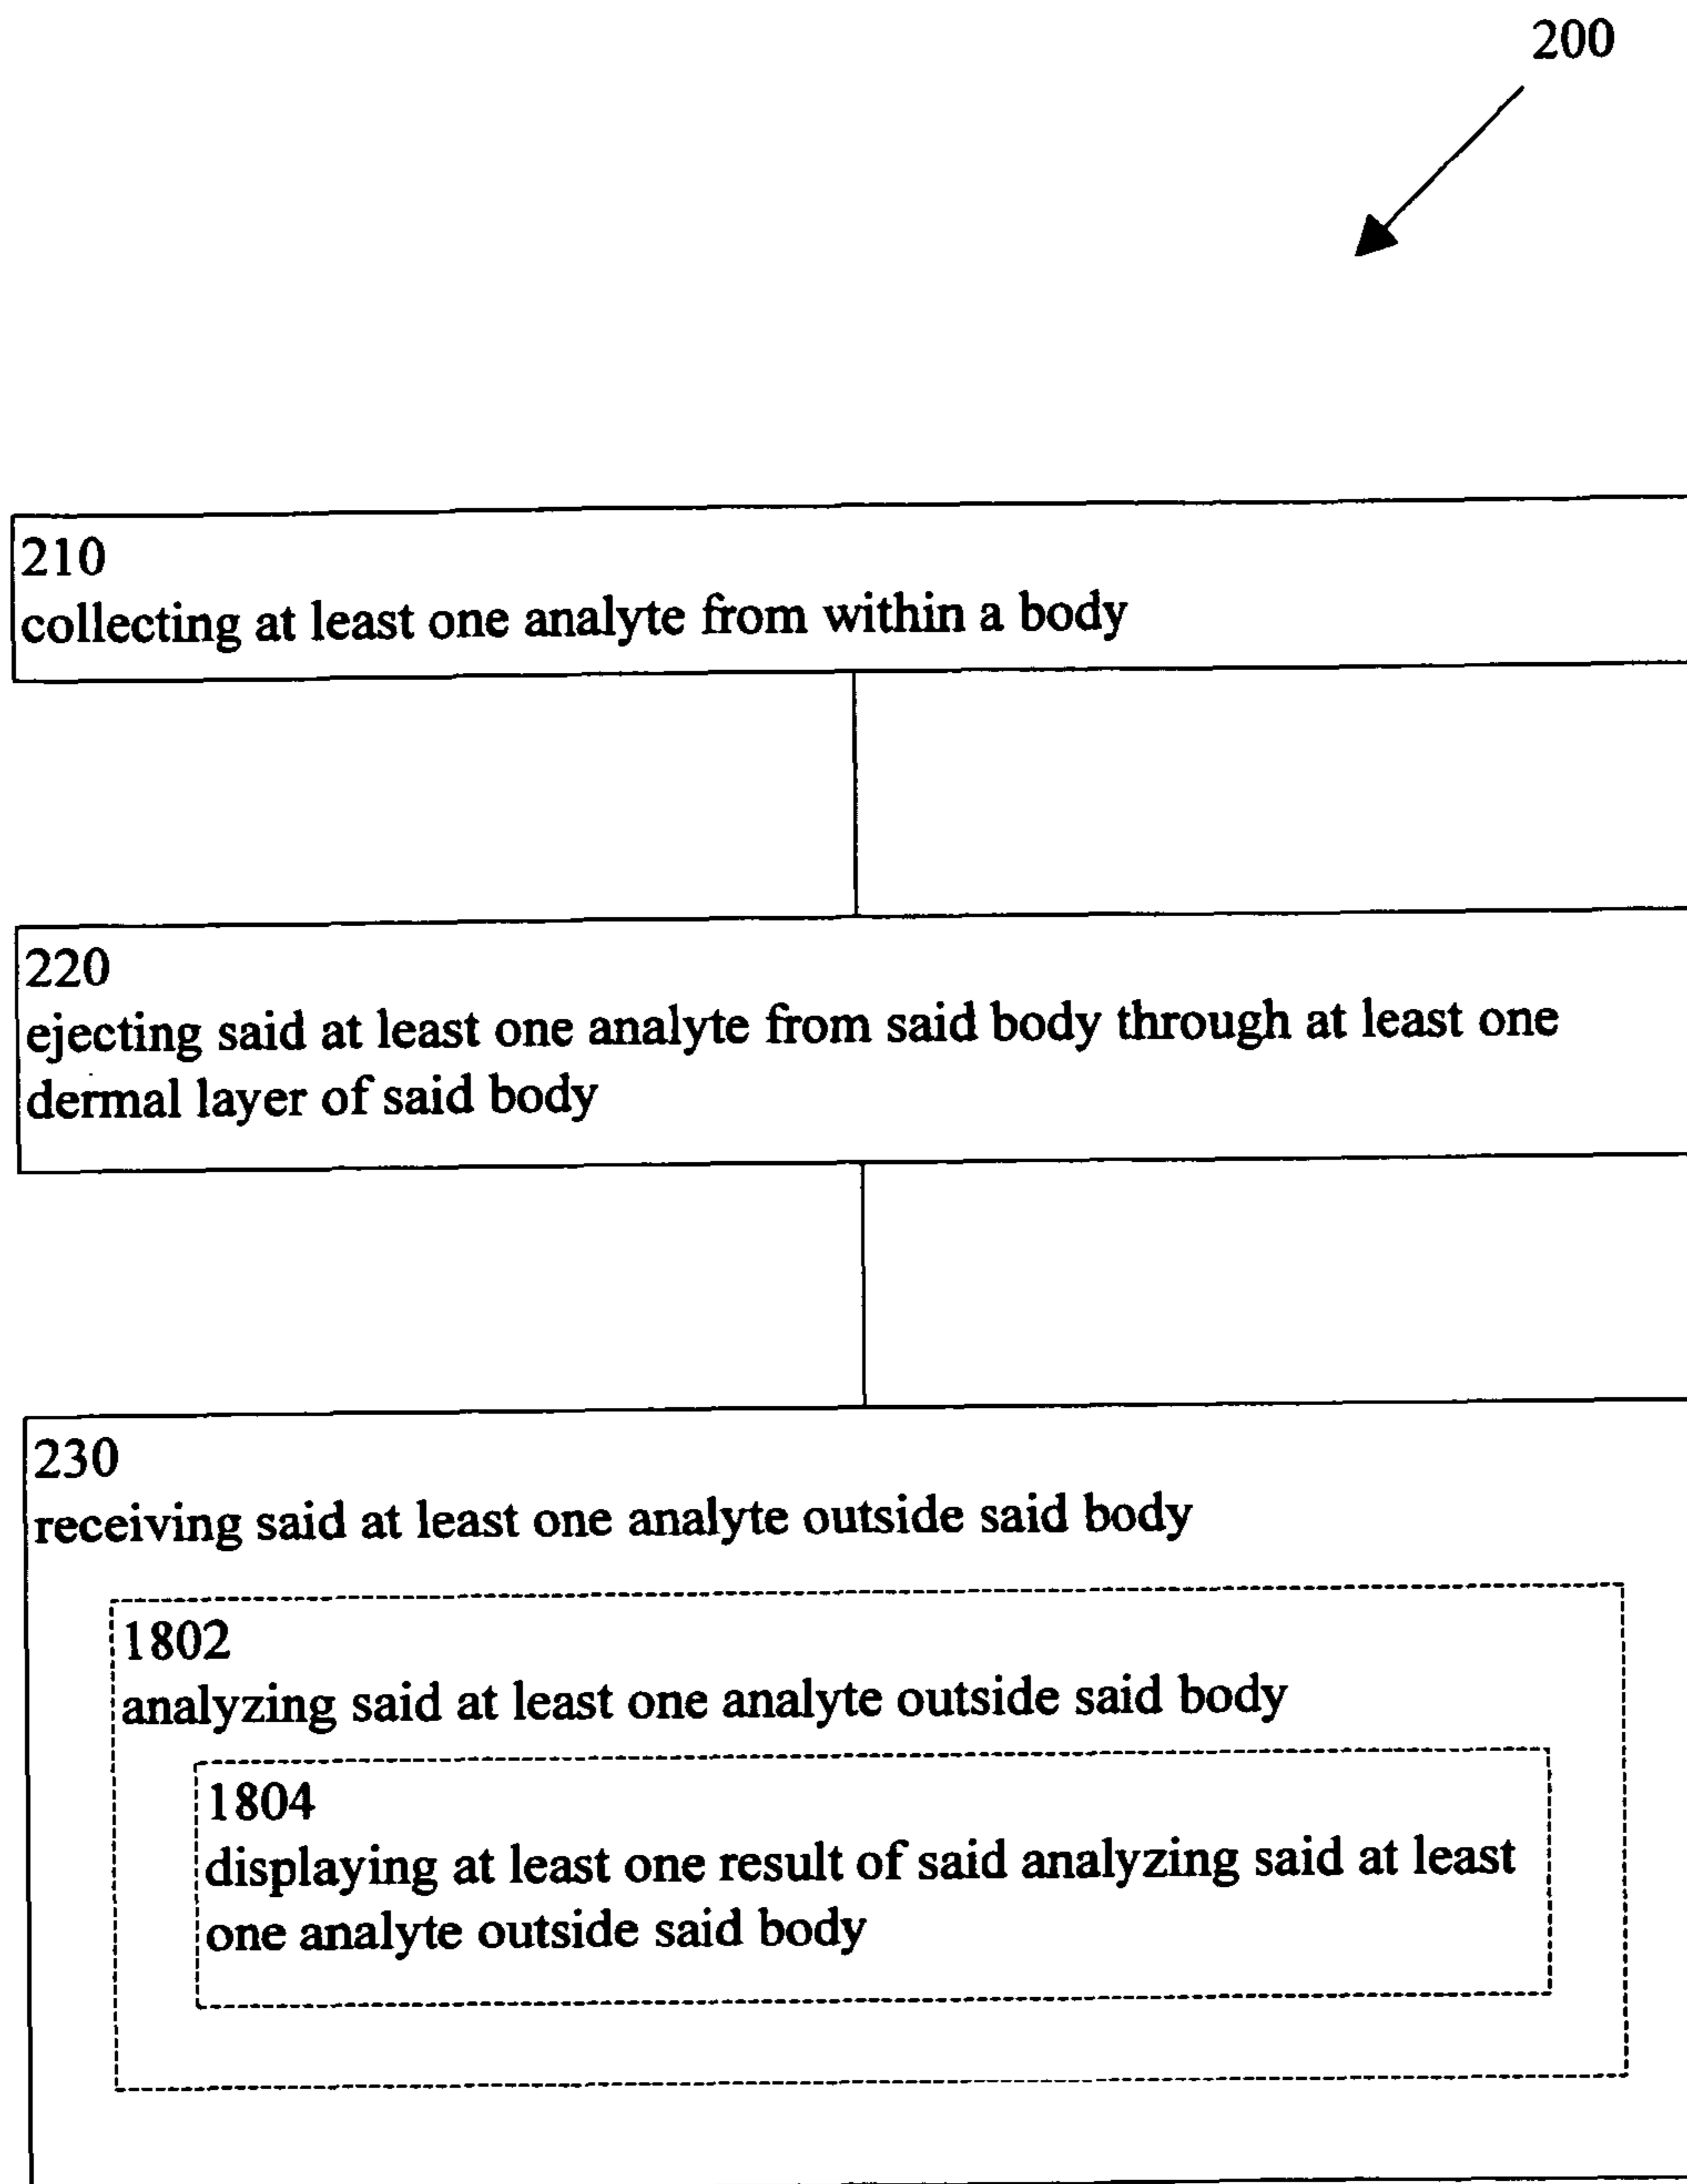 200
210
collecting at least one analyte from within a body
220
ejecting said at least one analyte from said body through at least one
dermal layer of said body
230
receiving said at least one analyte outside said body
1802
analyzing said at least one analyte outside said body
1804
displaying at least one result of said analyzing said at least
one analyte outside said body